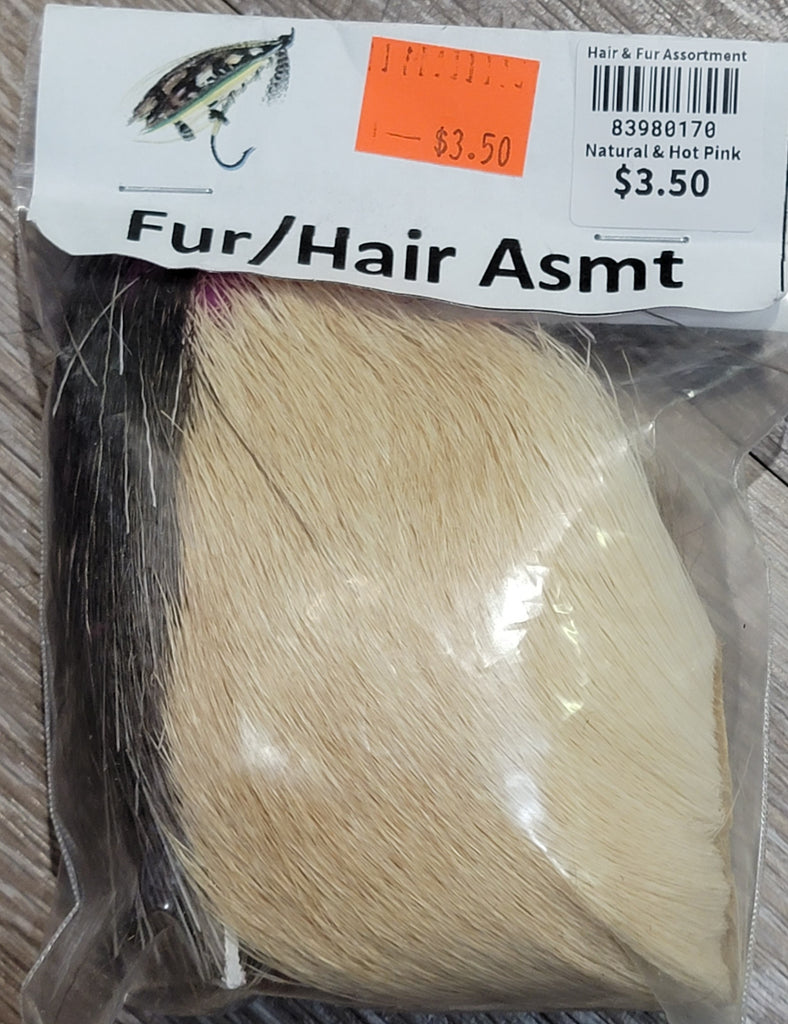 $3.50
Hair & Fur Assortment
83980170
Natural & Hot Pink
$3.50
Fur/Hair Asmt